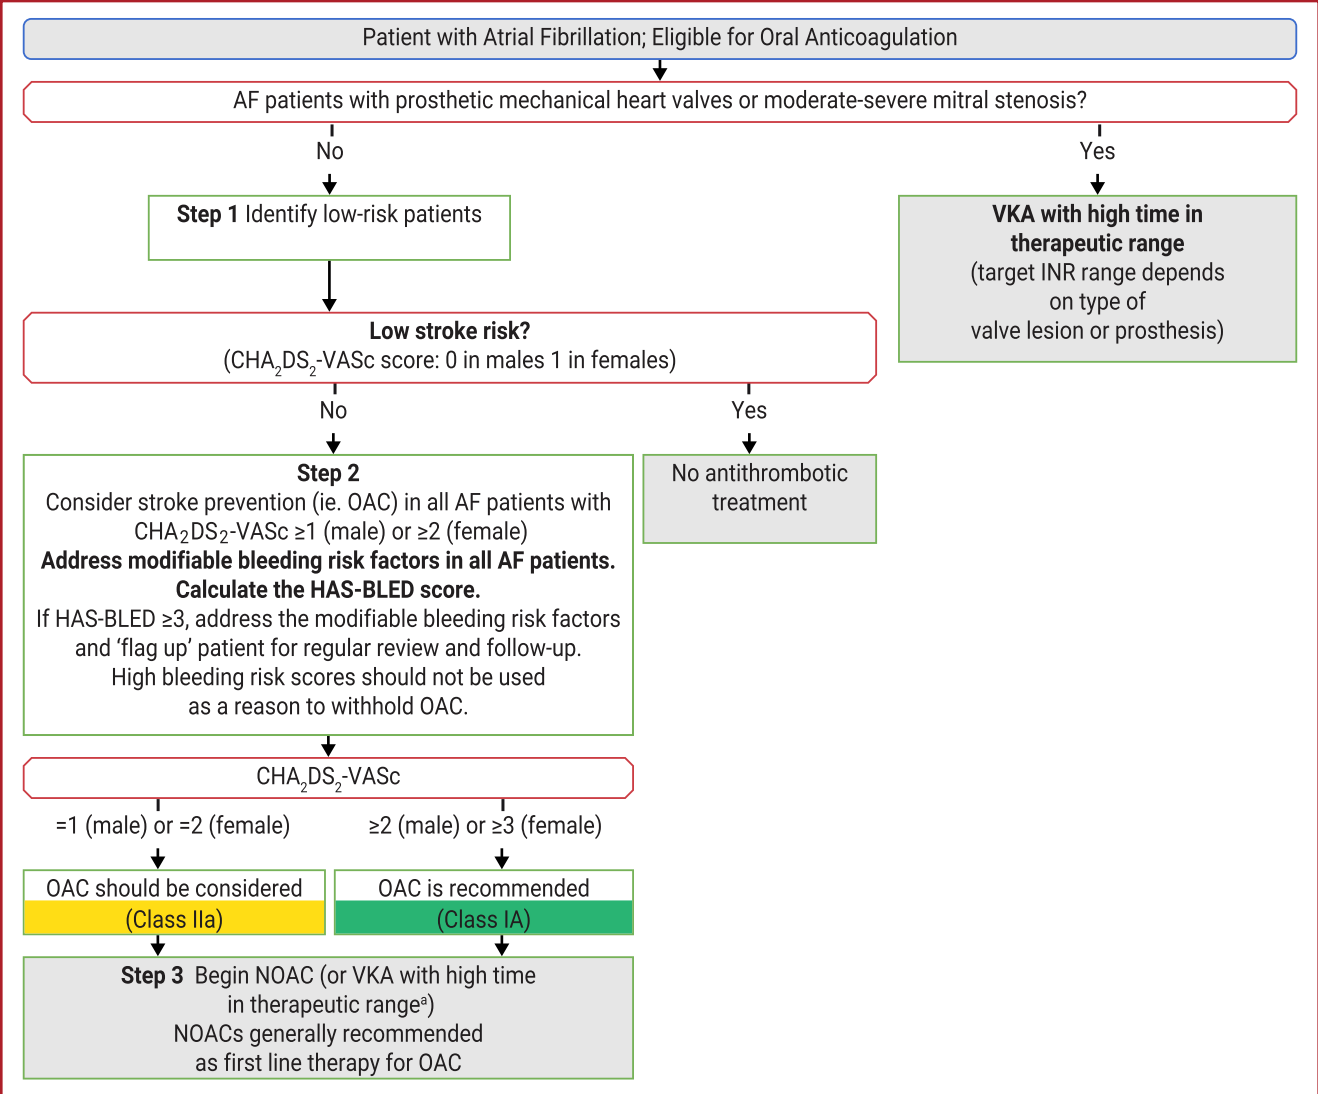 Patient with Atrial Fibrillation; Eligible for Oral Anticoagulation
AF patients with prosthetic mechanical heart valves or moderate-severe mitral stenosis?
No
Yes
Step 1 Identify low-risk patients
VKA with high time in
therapeutic range
(target INR range depends
on type of
valve lesion or prosthesis)
Low stroke risk?
(CHA₂DS₂-VASc score: 0 in males 1 in females)
No
Yes
Step 2
Consider stroke prevention (ie. OAC) in all AF patients with
CHA₂DS₂-VASc ≥1 (male) or ≥2 (female)
Address modifiable bleeding risk factors in all AF patients.
Calculate the HAS-BLED score.
If HAS-BLED ≥3, address the modifiable bleeding risk factors
and ‘flag up’ patient for regular review and follow-up.
High bleeding risk scores should not be used
as a reason to withhold OAC.
No antithrombotic
treatment
CHA₂DS₂-VASc
=1 (male) or =2 (female)
≥2 (male) or ≥3 (female)
OAC should be considered
(Class IIa)
OAC is recommended
(Class IA)
Step 3 Begin NOAC (or VKA with high time
in therapeutic rangeᵃ)
NOACs generally recommended
as first line therapy for OAC